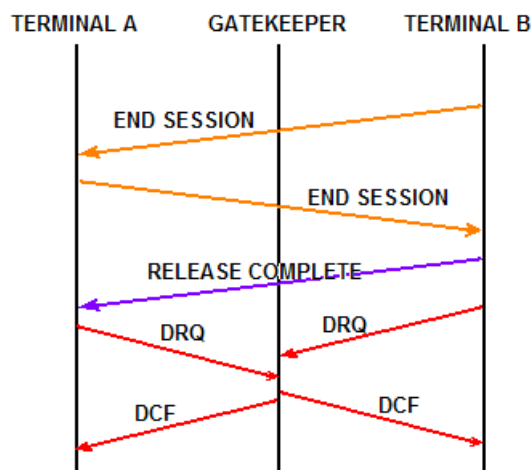 TERMINAL A GATEKEEPER TERMINAL B
END SESSION
END SESSION
RELEASE COMPLETE
DRQ DRQ
DCF DCF